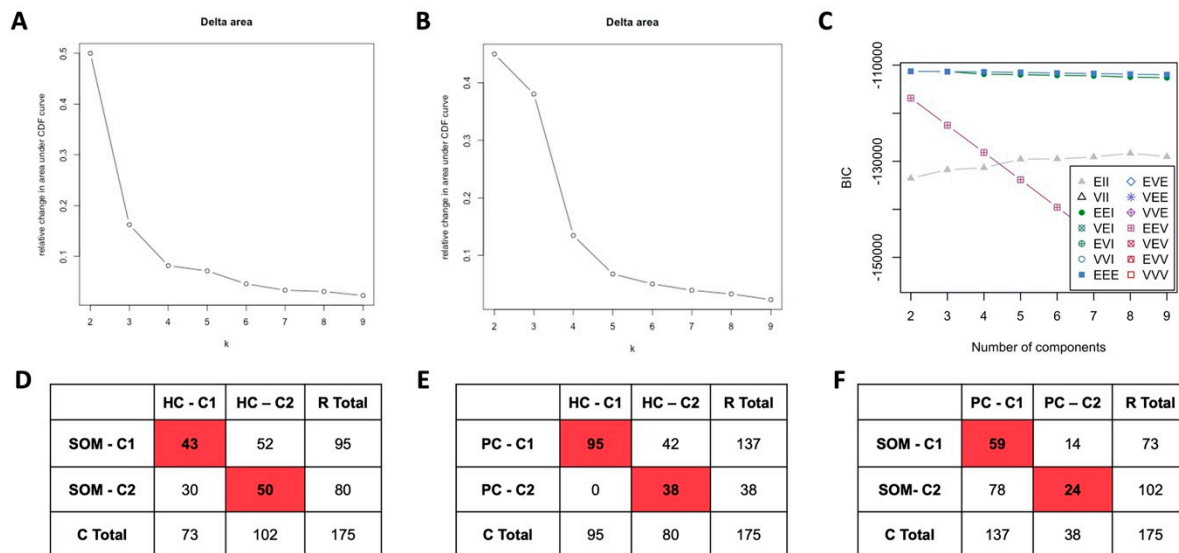 A
Delta area
relative change in area under CDF curve
0.5
0.4
0.3
0.2
0.1
2 3 4 5 6 7 8 9
k
B
Delta area
relative change in area under CDF curve
0.4
0.3
0.2
0.1
2 3 4 5 6 7 8 9
k
C
BIC
-110000
-130000
-150000
EII EVE
VII VEE
EEI VVE
VEI EEV
EVI VEV
VVI EVV
EEE VVV
2 3 4 5 6 7 8 9
Number of components
D
HC - C1 HC – C2 R Total
SOM - C1 43 52 95
SOM - C2 30 50 80
C Total 73 102 175
E
HC - C1 HC – C2 R Total
PC - C1 95 42 137
PC - C2 0 38 38
C Total 95 80 175
F
PC - C1 PC – C2 R Total
SOM - C1 59 14 73
SOM- C2 78 24 102
C Total 137 38 175